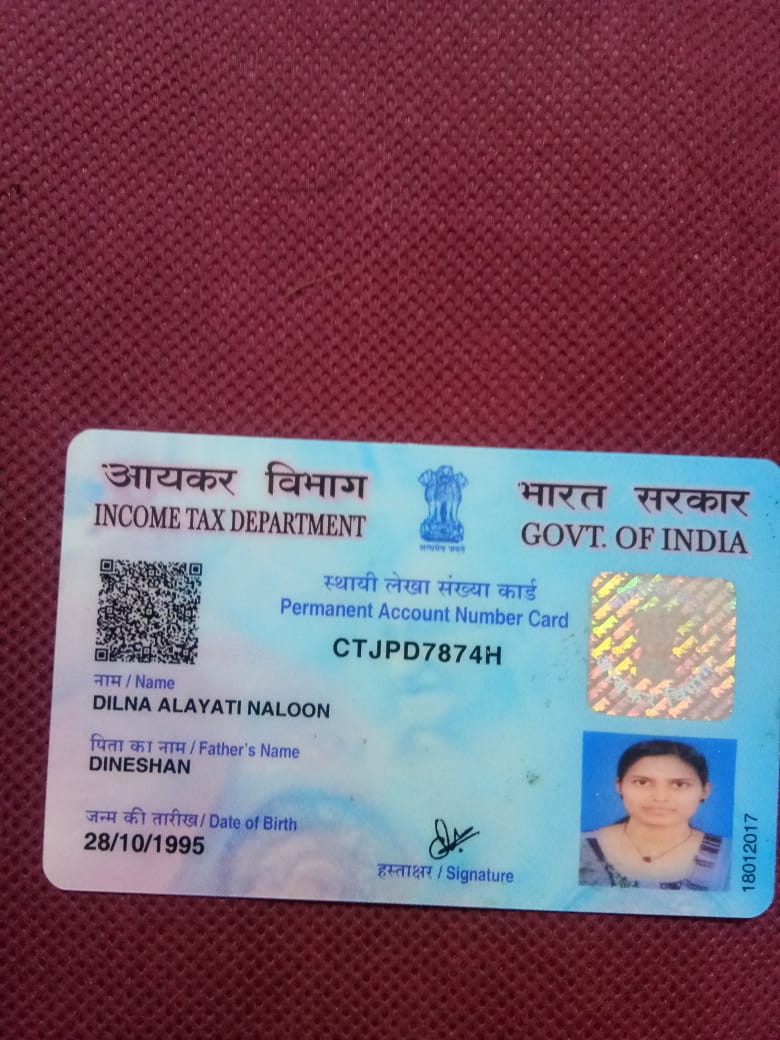 आयकर विभाग
INCOME TAX DEPARTMENT
सत्यमेव जयते
भारत सरकार
GOVT. OF INDIA
स्थायी लेखा संख्या कार्ड
Permanent Account Number Card
CTJPD7874H
नाम / Name
DILNA ALAYATI NALOON
पिता का नाम / Father's Name
DINESHAN
जन्म की तारीख / Date of Birth
28/10/1995
हस्ताक्षर / Signature
18012017